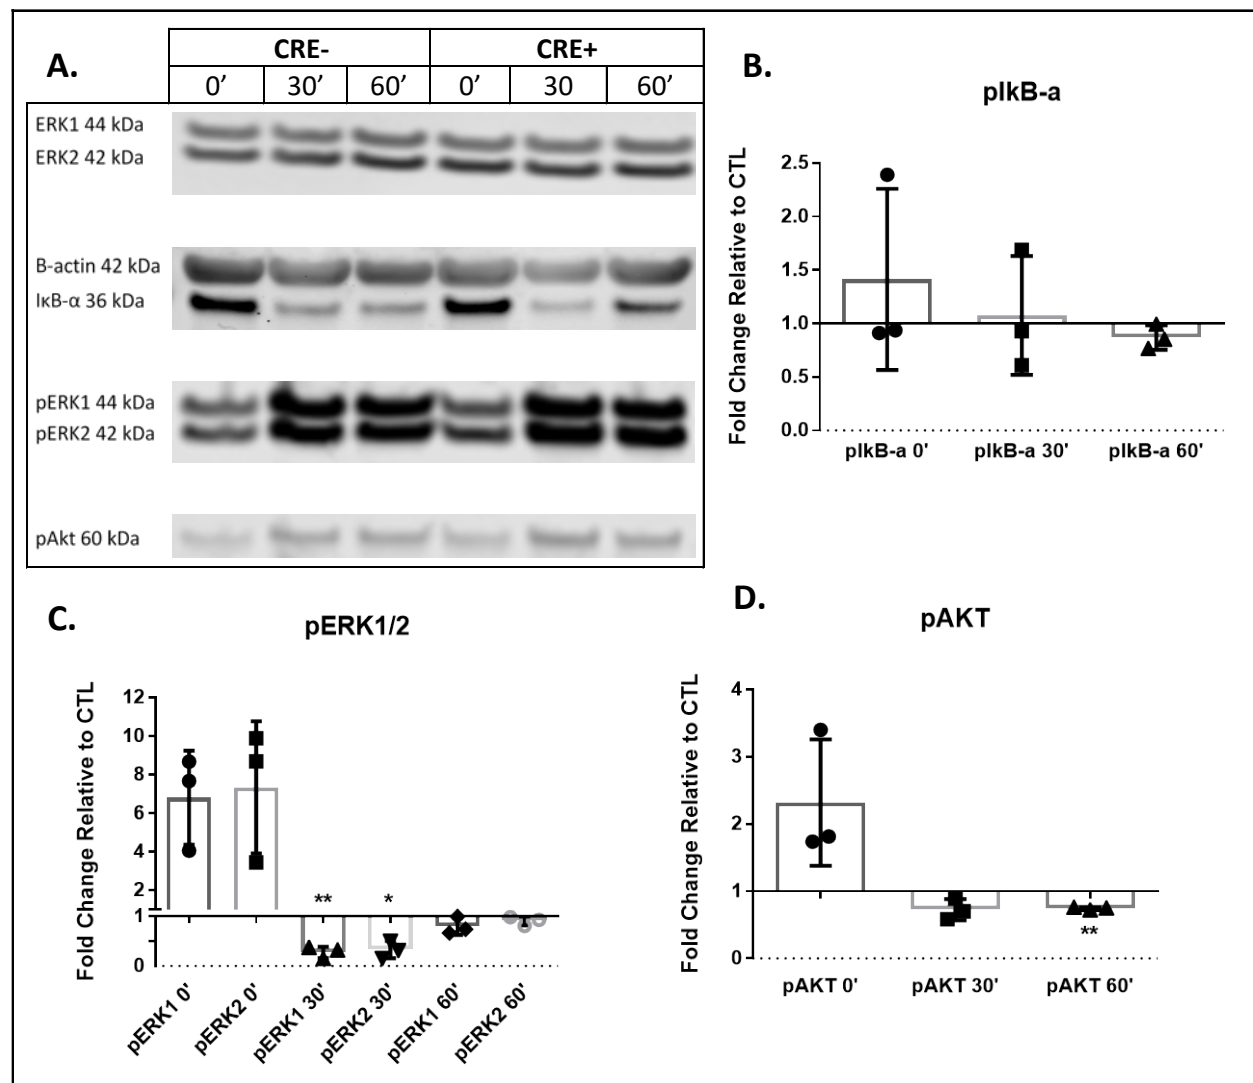 A.
CRE- CRE+
0’ 30’ 60’ 0’ 30 60’
ERK1 44 kDa
ERK2 42 kDa
B-actin 42 kDa
IκB-α 36 kDa
pERK1 44 kDa
pERK2 42 kDa
pAkt 60 kDa
B.
pIkB-a
Fold Change Relative to CTL
2.5
2.0
1.5
1.0
0.5
0.0
pIkB-a 0' pIkB-a 30' pIkB-a 60'
C.
pERK1/2
Fold Change Relative to CTL
12
10
8
6
4
2
1
0
** *
pERK1 0' pERK2 0' pERK1 30' pERK2 30' pERK1 60' pERK2 60'
D.
pAKT
Fold Change Relative to CTL
4
3
2
1
0
**
pAKT 0' pAKT 30' pAKT 60'